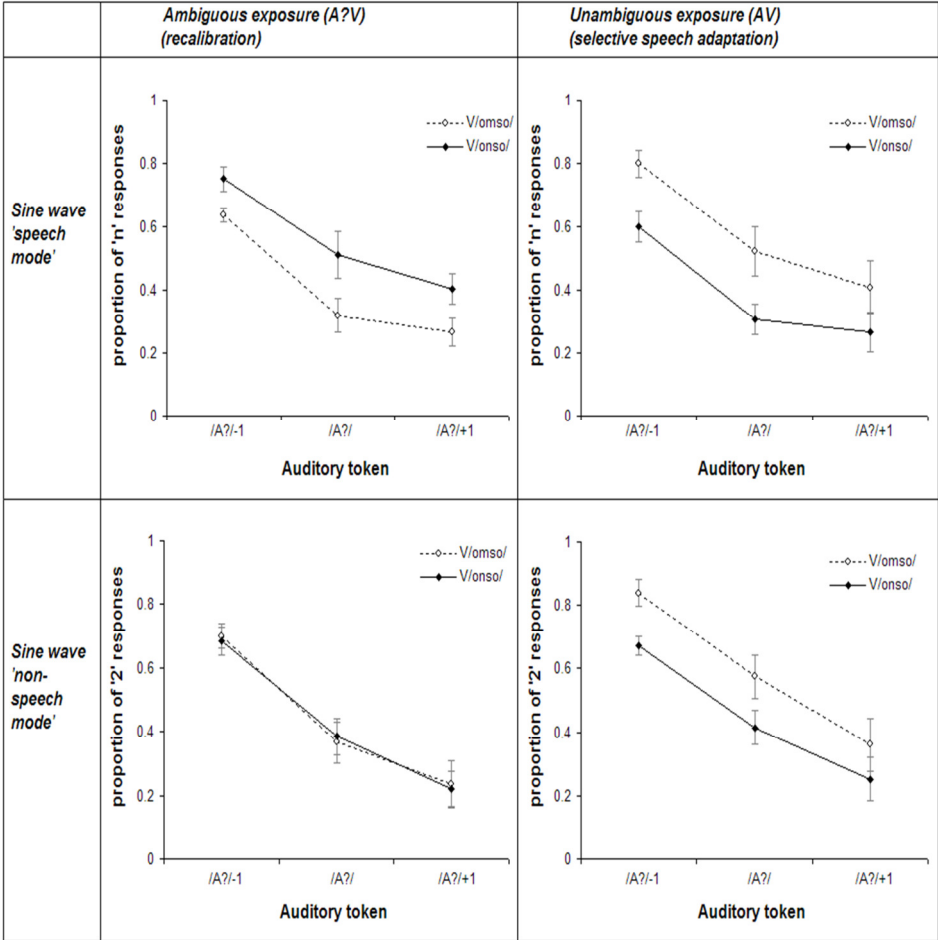 Ambiguous exposure (A?V)
(recalibration)
Unambiguous exposure (AV)
(selective speech adaptation)
Sine wave
'speech
mode'
proportion of 'n' responses
1
0.8
0.6
0.4
0.2
0
V/omso/
V/onso/
/A?/-1
/A?/
/A?/+1
Auditory token
proportion of 'n' responses
1
0.8
0.6
0.4
0.2
0
V/omso/
V/onso/
/A?/-1
/A?/
/A?/+1
Auditory token
Sine wave
'non-
speech
mode'
proportion of '2' responses
1
0.8
0.6
0.4
0.2
0
V/omso/
V/onso/
/A?/-1
/A?/
/A?/+1
Auditory token
proportion of '2' responses
1
0.8
0.6
0.4
0.2
0
V/omso/
V/onso/
/A?/-1
/A?/
/A?/+1
Auditory token